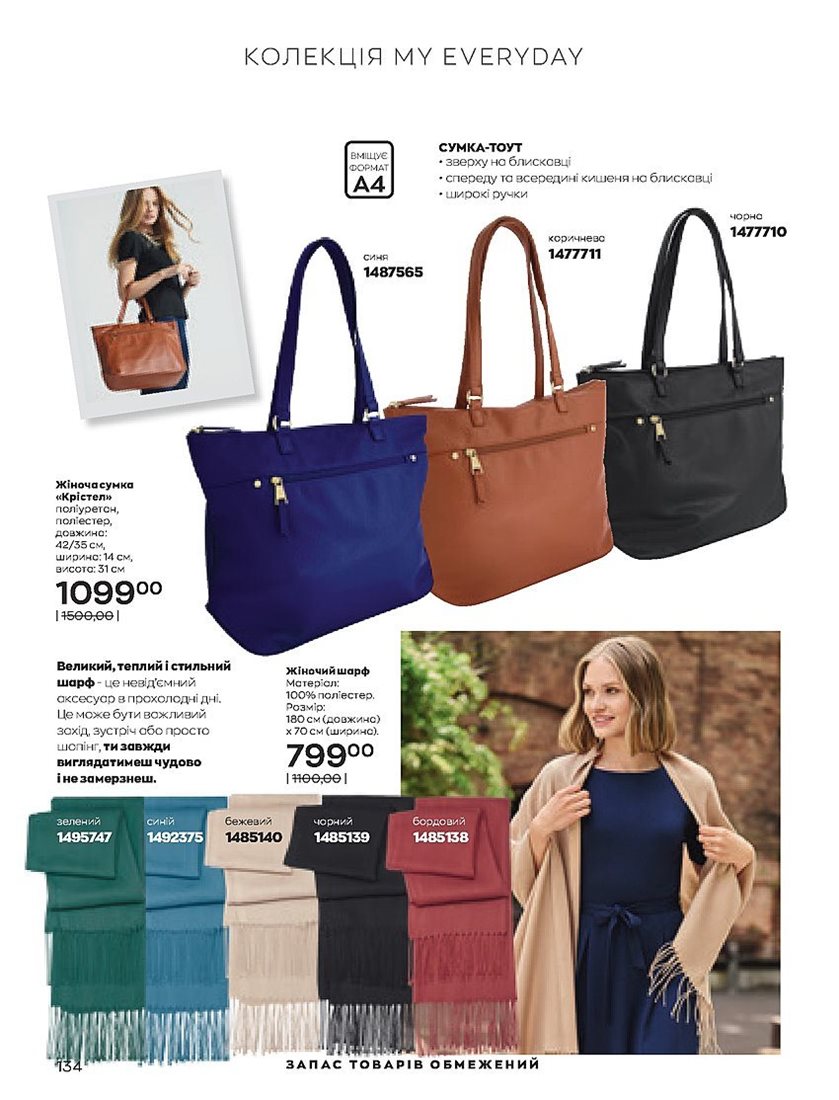 КОЛЕКЦІЯ MY EVERYDAY
ВМІЩУЄ
ФОРМАТ
А4
СУМКА-ТОУТ
• зверху на блискавці
• спереду та всередині кишеня на блискавці
• широкі ручки
чорна
1477710
коричнева
1477711
синя
1487565
Жіноча сумка
«Крістел»
поліуретан,
поліестер,
довжина:
42/35 см,
ширина: 14 см,
висота: 31 см
1099⁰⁰
| 1500,00 |
Великий, теплий і стильний
шарф - це невід’ємний
аксесуар в прохолодні дні.
Це може бути важливий
захід, зустріч або просто
шопінг, ти завжди
виглядатимеш чудово
і не замерзнеш.
Жіночий шарф
Матеріал:
100% поліестер.
Розмір:
180 см (довжина)
х 70 см (ширина).
799⁰⁰
| 1100,00 |
зелений
1495747
синій
1492375
бежевий
1485140
чорний
1485139
бордовий
1485138
134
ЗАПАС ТОВАРІВ ОБМЕЖЕНИЙ